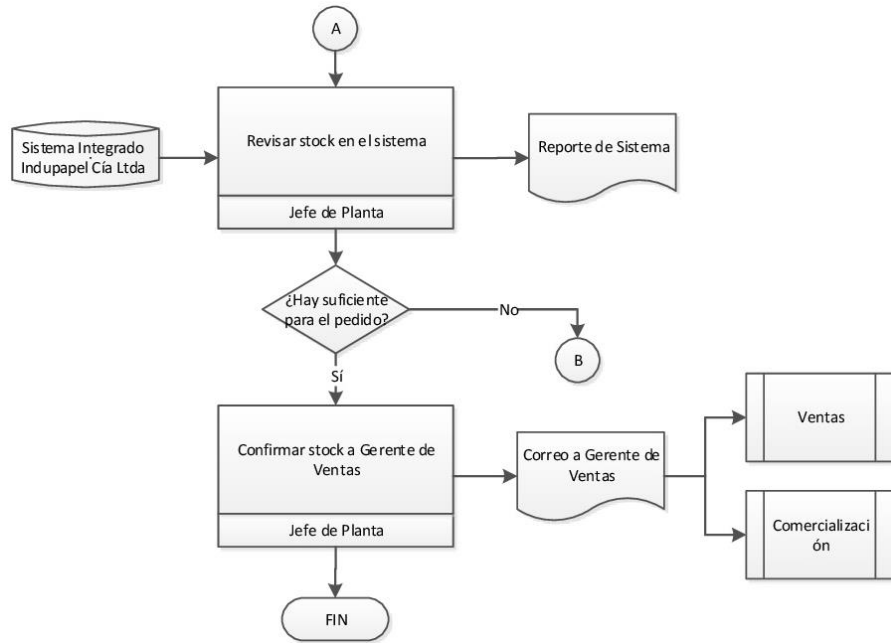 A
Sistema Integrado
Indupapel Cía Ltda
Revisar stock en el sistema
Reporte de Sistema
Jefe de Planta
¿Hay suficiente
para el pedido?
No
B
Sí
Confirmar stock a Gerente de
Ventas
Correo a Gerente de
Ventas
Ventas
Jefe de Planta
Comercializaci
ón
FIN